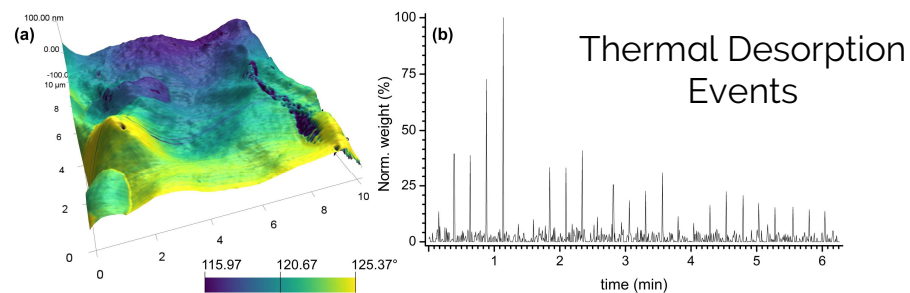 (a)
100.00 nm
0.00
-100.0
10 µm
8
6
4
2
0
0
2
4
6
8
10
115.97 120.67 125.37°
(b)
Norm. weight (%)
100
75
50
25
0
1 2 3 4 5 6
time (min)
Thermal Desorption
Events